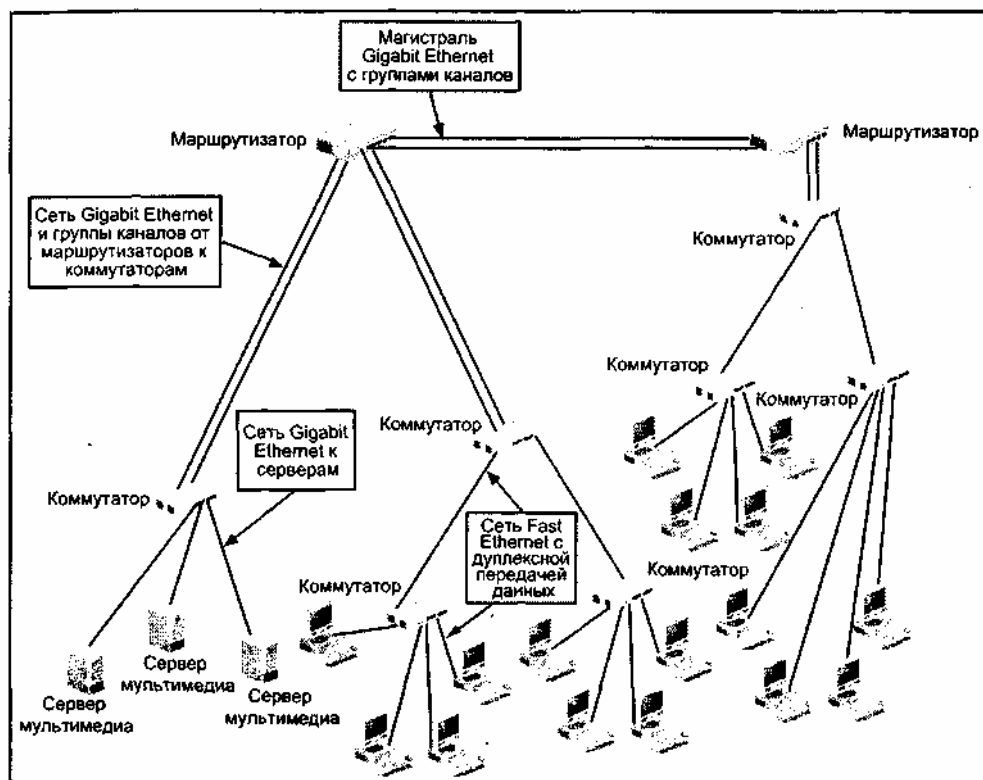 Магистраль
Gigabit Ethernet
с группами каналов
Маршрутизатор
Маршрутизатор
Сеть Gigabit Ethernet
и группы каналов от
маршрутизаторов к
коммутаторам
Коммутатор
Коммутатор
Коммутатор
Коммутатор
Сеть Gigabit
Ethernet к
серверам
Коммутатор
Сеть Fast
Ethernet с
дуплексной
передачей
данных
Коммутатор
Коммутатор
Сервер
мультимедиа
Сервер
мультимедиа
Сервер
мультимедиа